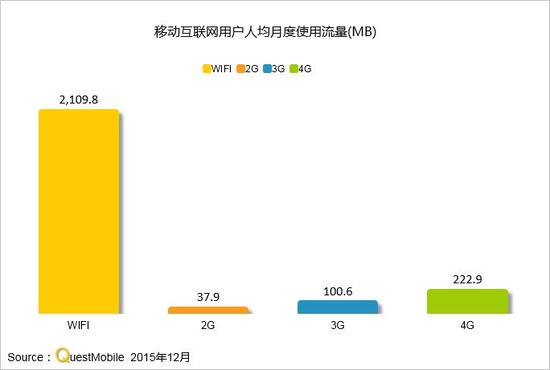 移动互联网用户人均月度使用流量(MB)
WIFI 2G 3G 4G
2,109.8
37.9
100.6
222.9
WIFI 2G 3G 4G
Source： QuestMobile 2015年12月